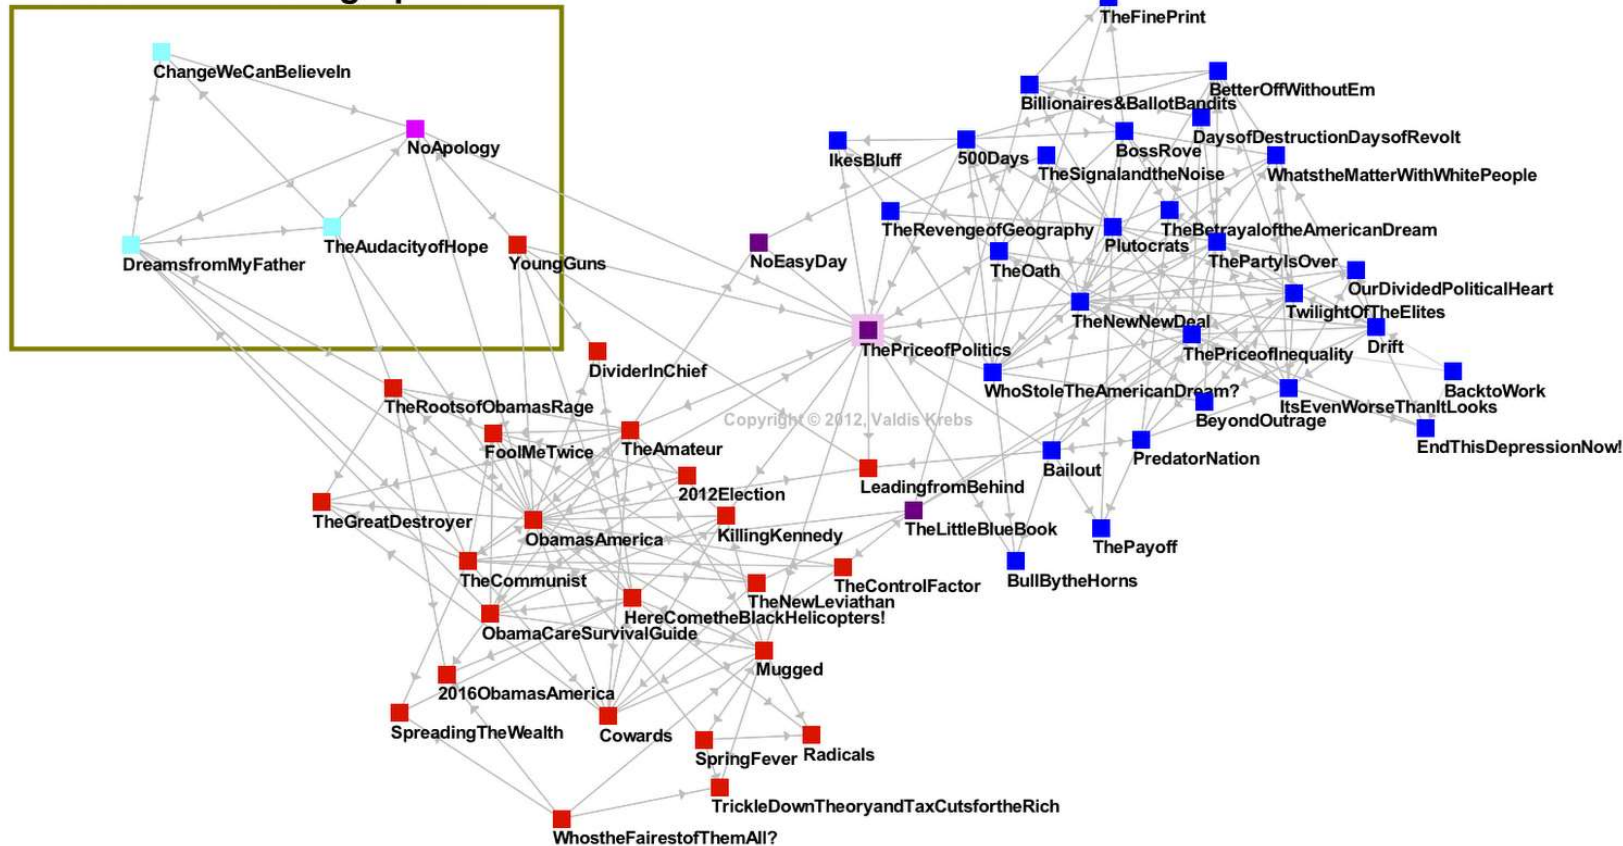 TheFinePrint
ChangeWeCanBelieveIn
BetterOffWithoutEm
Billionaires&BallotBandits
DaysofDestructionDaysofRevolt
NoApology
IkesBluff
500Days
BossRove
TheSignalandtheNoise
WhatstheMatterWithWhitePeople
TheAudacityofHope
TheRevengeofGeography
Plutocrats
TheBetrayaloftheAmericanDream
DreamsfromMyFather
YoungGuns
NoEasyDay
TheOath
ThePartyIsOver
OurDividedPoliticalHeart
TwilightOfTheElites
TheNewNewDeal
ThePriceofPolitics
ThePriceofInequality
Drift
DividerInChief
WhoStoleTheAmericanDream?
BacktoWork
TheRootsofObamasRage
ItsEvenWorseThanItLooks
Copyright © 2012, Valdis Krebs
BeyondOutrage
FoolMeTwice
TheAmateur
EndThisDepressionNow!
PredatorNation
Bailout
LeadingfromBehind
2012Election
TheGreatDestroyer
TheLittleBlueBook
KillingKennedy
ObamasAmerica
ThePayoff
TheCommunist
BullBytheHorns
TheControlFactor
TheNewLeviathan
HereCometheBlackHelicopters!
ObamaCareSurvivalGuide
Mugged
2016ObamasAmerica
SpreadingTheWealth
Cowards
SpringFever
Radicals
TrickleDownTheoryandTaxCutsfortheRich
WhostheFairestofThemAll?